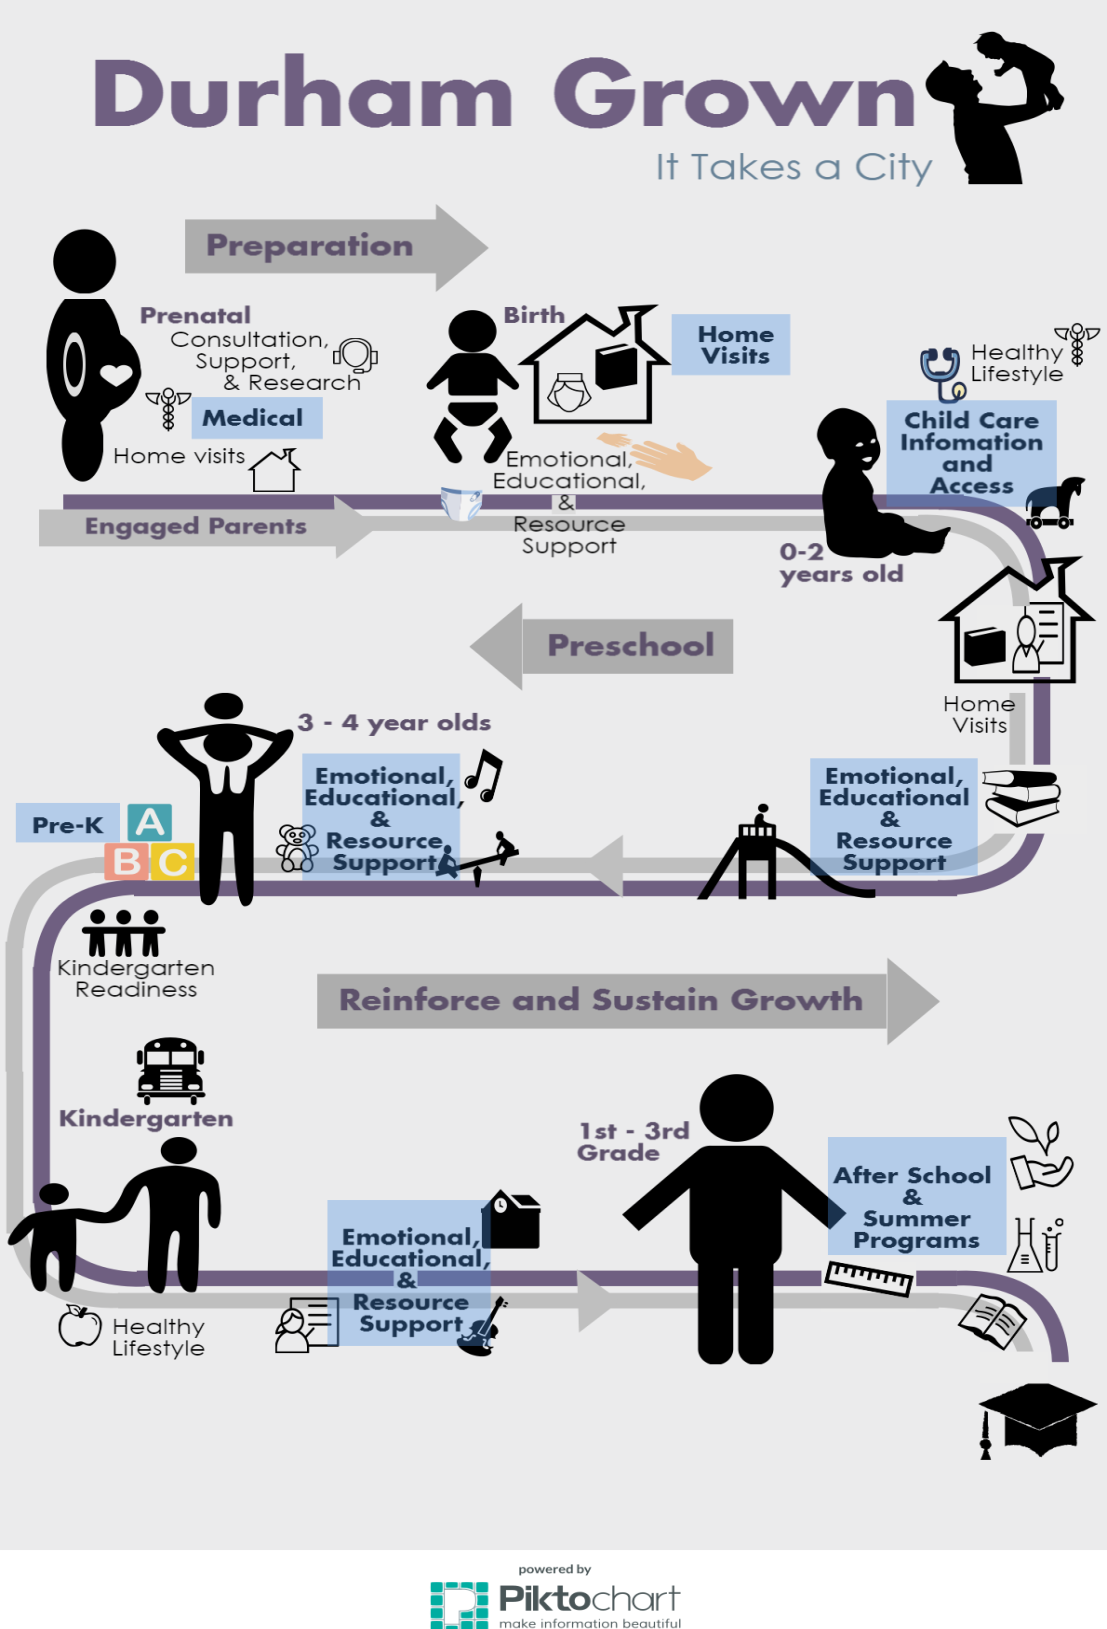 Durham Grown
It Takes a City
Preparation
Prenatal
Consultation,
Support,
& Research
Medical
Home visits
Birth
Home
Visits
Emotional,
Educational,
&
Resource
Support
Engaged Parents
Healthy
Lifestyle
Child Care
Infomation
and
Access
0-2
years old
Home
Visits
Preschool
Emotional,
Educational
&
Resource
Support
3 - 4 year olds
Emotional,
Educational,
&
Resource
Support
Pre-K
A
B C
Kindergarten
Readiness
Reinforce and Sustain Growth
Kindergarten
Healthy
Lifestyle
Emotional,
Educational,
&
Resource
Support
1st - 3rd
Grade
After School
&
Summer
Programs
powered by
Piktochart
make information beautiful